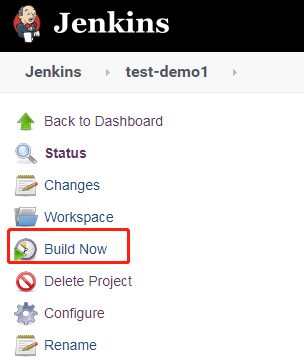 Jenkins
Jenkins test-demo1
Back to Dashboard
Status
Changes
Workspace
Build Now
Delete Project
Configure
Rename